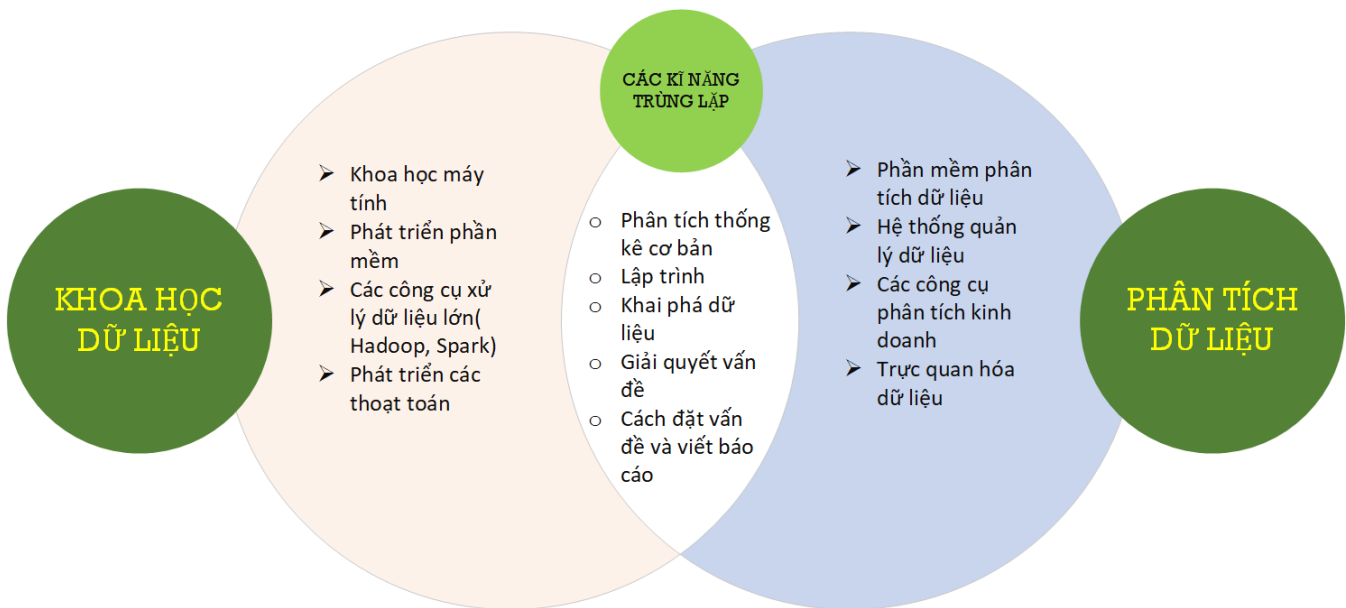 CÁC KĨ NĂNG
TRÙNG LẶP
KHOA HỌC
DỮ LIỆU
➢ Khoa học máy
tính
➢ Phát triển phần
mềm
➢ Các công cụ xử
lý dữ liệu lớn(
Hadoop, Spark)
➢ Phát triển các
thoạt toán
o Phân tích thống
kê cơ bản
o Lập trình
o Khai phá dữ
liệu
o Giải quyết vấn
đề
o Cách đặt vấn
đề và viết báo
cáo
➢ Phần mềm phân
tích dữ liệu
➢ Hệ thống quản
lý dữ liệu
➢ Các công cụ
phân tích kinh
doanh
➢ Trực quan hóa
dữ liệu
PHÂN TÍCH
DỮ LIỆU